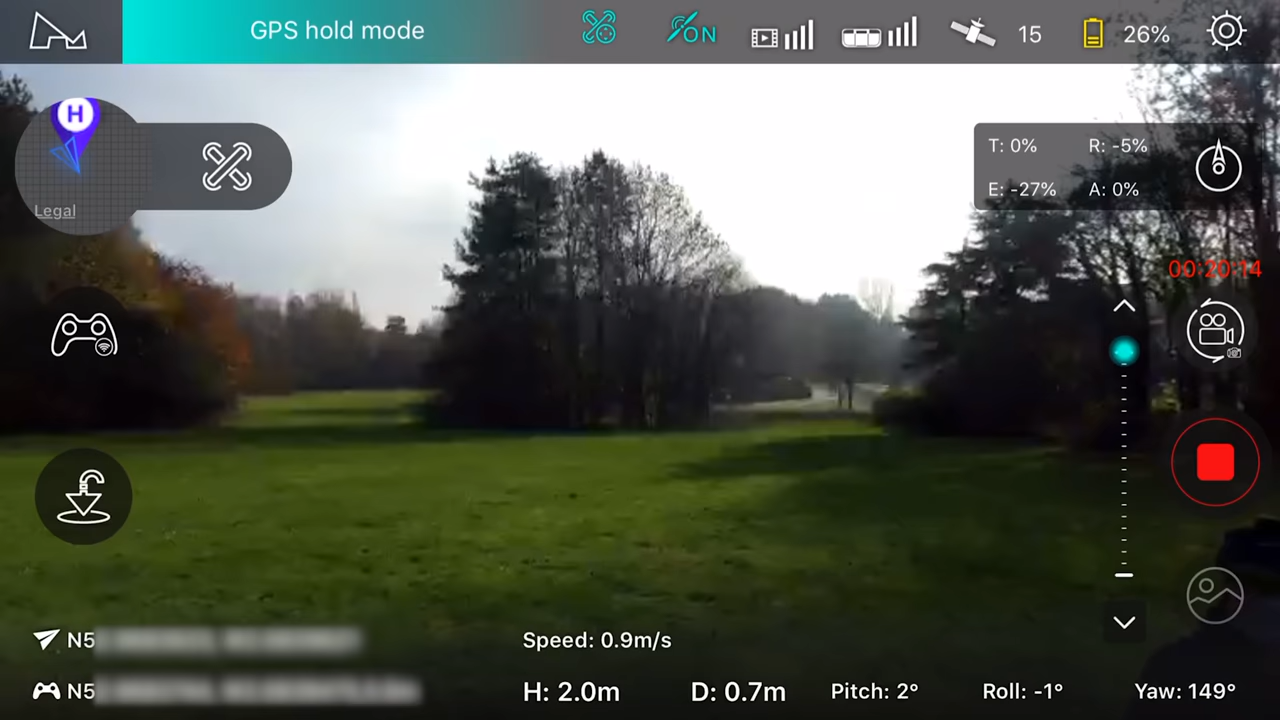 GPS hold mode
ON
15
26%
H
Legal
T: 0% R: -5%
E: -27% A: 0%
00:20:14
N5
Speed: 0.9m/s
N5
H: 2.0m D: 0.7m Pitch: 2° Roll: -1° Yaw: 149°